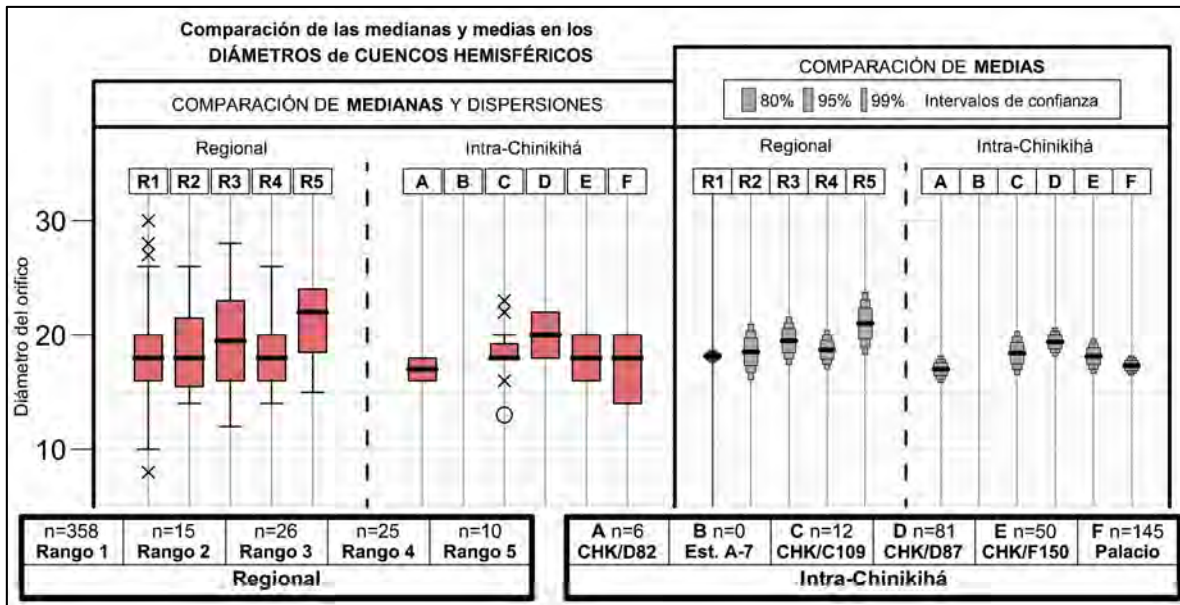 Comparación de las medianas y medias en los
DIÁMETROS de CUENCOS HEMISFÉRICOS
COMPARACIÓN DE MEDIANAS Y DISPERSIONES
COMPARACIÓN DE MEDIAS
80% 95% 99% Intervalos de confianza
Regional
Intra-Chinikihá
Regional
Intra-Chinikihá
R1 R2 R3 R4 R5
A B C D E F
R1 R2 R3 R4 R5
A B C D E F
Diámetro del orifico
30
20
10
n=358 n=15 n=26 n=25 n=10
Rango 1 Rango 2 Rango 3 Rango 4 Rango 5
Regional
A n=6 B n=0 C n=12 D n=81 E n=50 F n=145
CHK/D82 Est. A-7 CHK/C109 CHK/D87 CHK/F150 Palacio
Intra-Chinikihá